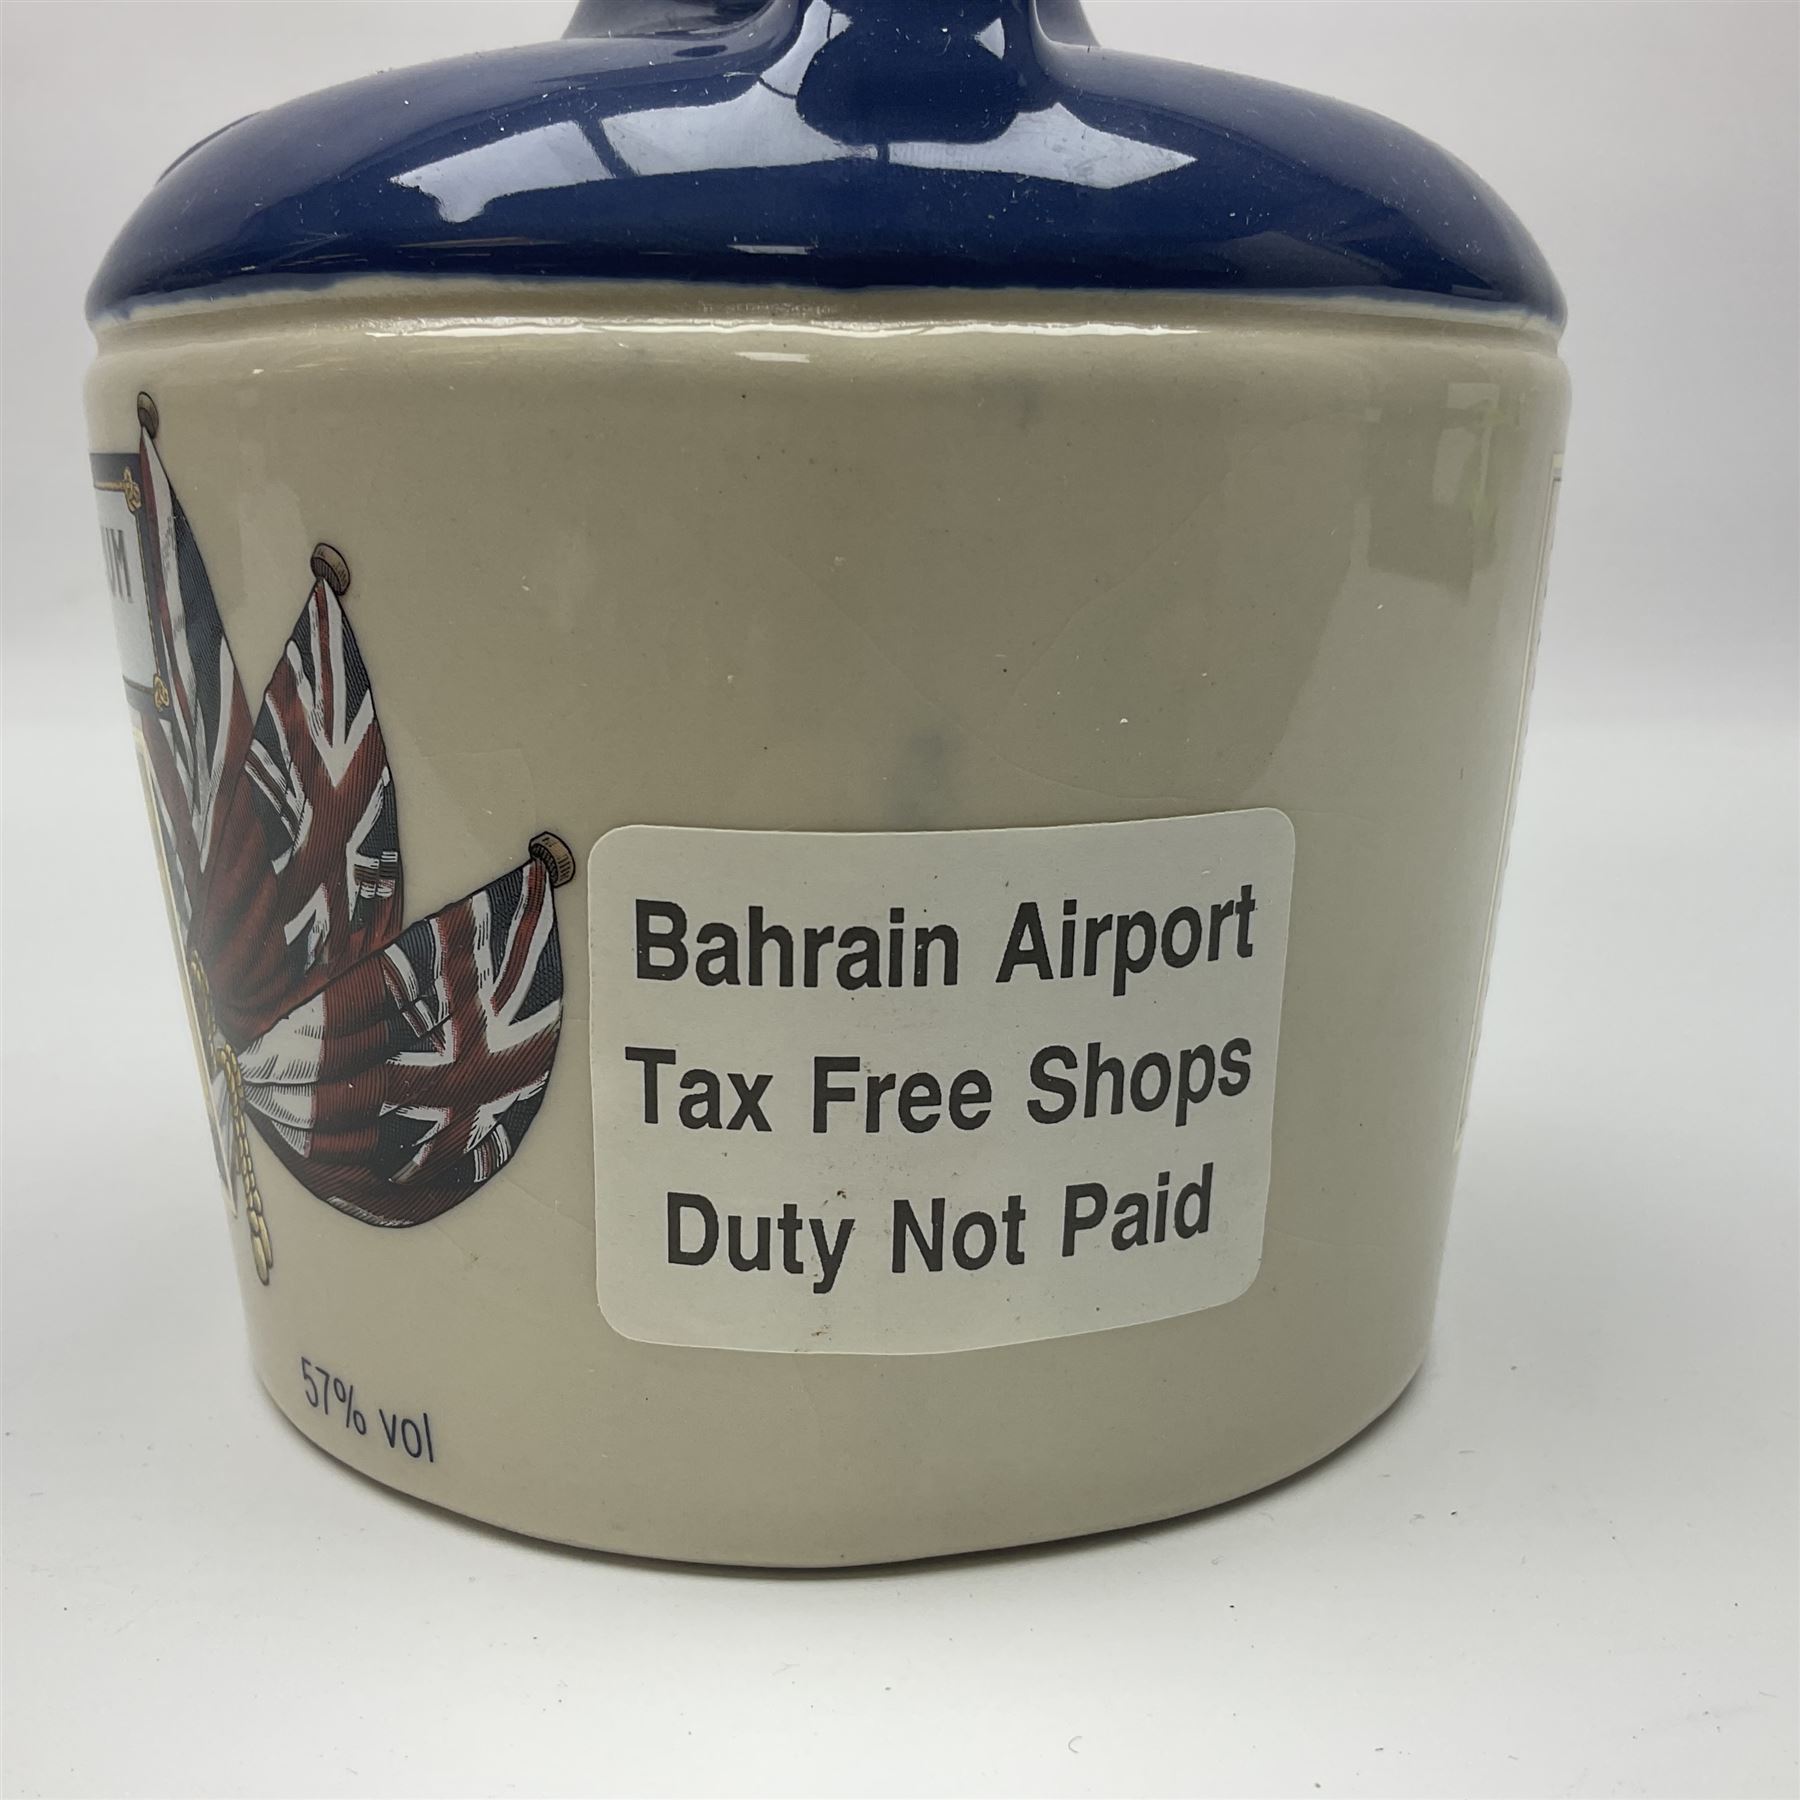 Bahrain Airport
Tax Free Shops
Duty Not Paid
57% vol